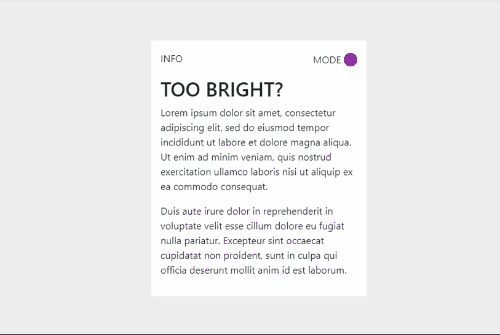 INFO
MODE
TOO BRIGHT?
Lorem ipsum dolor sit amet, consectetur
adipiscing elit, sed do eiusmod tempor
incididunt ut labore et dolore magna aliqua.
Ut enim ad minim veniam, quis nostrud
exercitation ullamco laboris nisi ut aliquip ex
ea commodo consequat.
Duis aute irure dolor in reprehenderit in
voluptate velit esse cillum dolore eu fugiat
nulla pariatur. Excepteur sint occaecat
cupidatat non proident, sunt in culpa qui
officia deserunt mollit anim id est laborum.